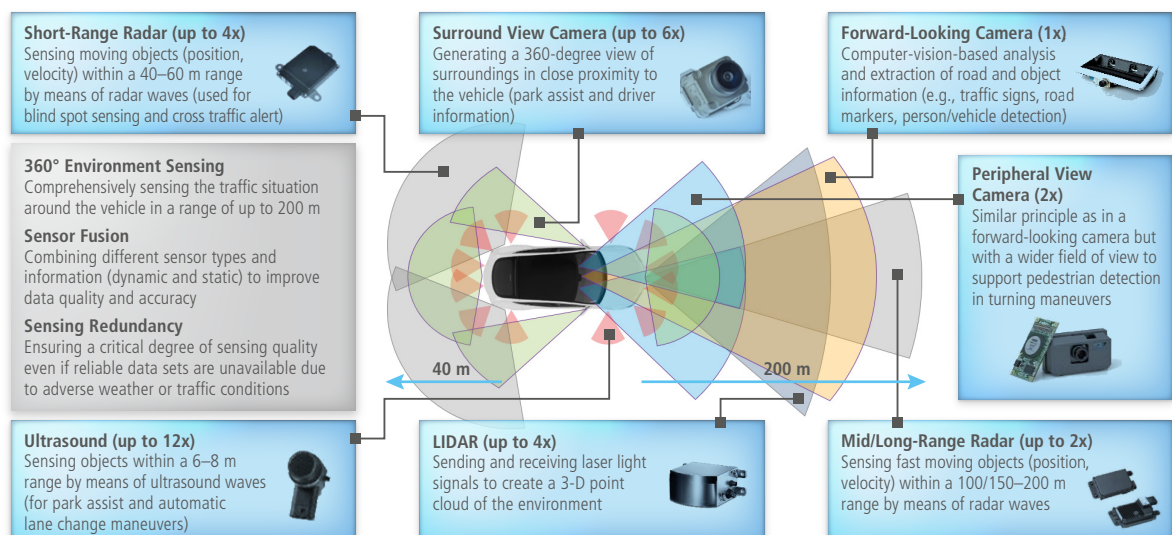 Short-Range Radar (up to 4x)
Sensing moving objects (position,
velocity) within a 40–60 m range
by means of radar waves (used for
blind spot sensing and cross traffic alert)
Surround View Camera (up to 6x)
Generating a 360-degree view of
surroundings in close proximity to
the vehicle (park assist and driver
information)
Forward-Looking Camera (1x)
Computer-vision-based analysis
and extraction of road and object
information (e.g., traffic signs, road
markers, person/vehicle detection)
360° Environment Sensing
Comprehensively sensing the traffic situation
around the vehicle in a range of up to 200 m
Sensor Fusion
Combining different sensor types and
information (dynamic and static) to improve
data quality and accuracy
Sensing Redundancy
Ensuring a critical degree of sensing quality
even if reliable data sets are unavailable due
to adverse weather or traffic conditions
Peripheral View
Camera (2x)
Similar principle as in a
forward-looking camera but
with a wider field of view to
support pedestrian detection
in turning maneuvers
40 m
200 m
Ultrasound (up to 12x)
Sensing objects within a 6–8 m
range by means of ultrasound waves
(for park assist and automatic
lane change maneuvers)
LIDAR (up to 4x)
Sending and receiving laser light
signals to create a 3-D point
cloud of the environment
Mid/Long-Range Radar (up to 2x)
Sensing fast moving objects (position,
velocity) within a 100/150–200 m
range by means of radar waves